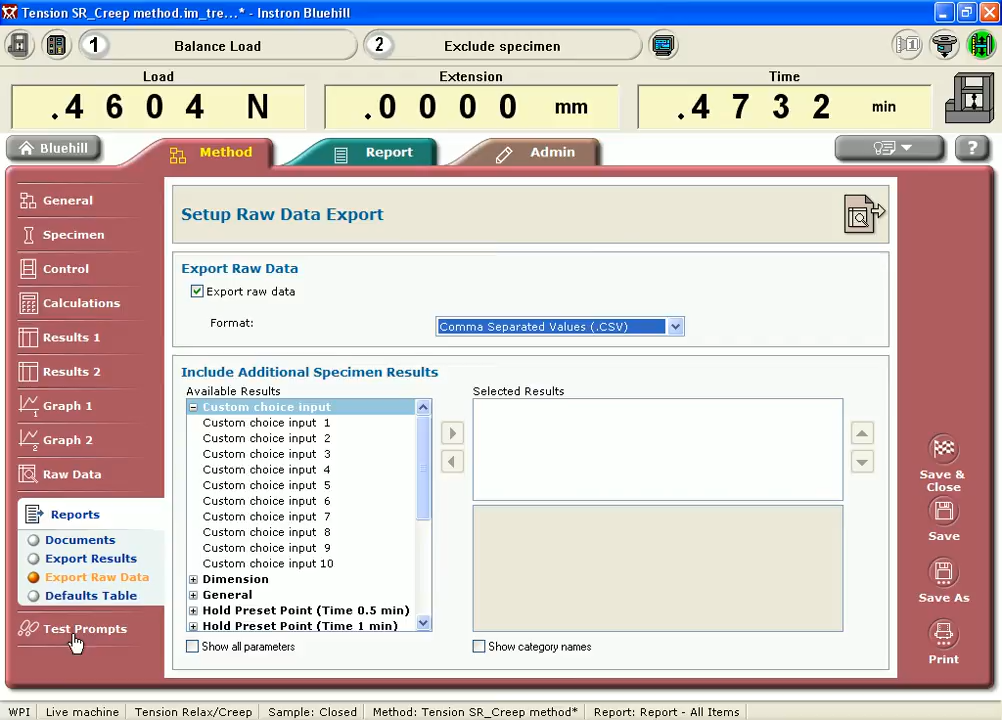 Tension SR_Creep method.im_tre...* - Instron Bluehill
1 Balance Load 2 Exclude specimen
Load Extension Time
.4604 N .0000 mm .4732 min
Bluehill Method Report Admin ?
General
Specimen
Control
Calculations
Results 1
Results 2
Graph 1
Graph 2
Raw Data
Reports
Documents
Export Results
Export Raw Data
Defaults Table
Test Prompts
Setup Raw Data Export
Export Raw Data
Export raw data
Format: Comma Separated Values (.CSV)
Include Additional Specimen Results
Available Results Selected Results
Custom choice input
Custom choice input 1
Custom choice input 2
Custom choice input 3
Custom choice input 4
Custom choice input 5
Custom choice input 6
Custom choice input 7
Custom choice input 8
Custom choice input 9
Custom choice input 10
Dimension
General
Hold Preset Point (Time 0.5 min)
Hold Preset Point (Time 1 min)
Show all parameters Show category names
Save &
Close
Save
Save As
Print
WPI Live machine Tension Relax/Creep Sample: Closed Method: Tension SR_Creep method* Report: Report - All Items